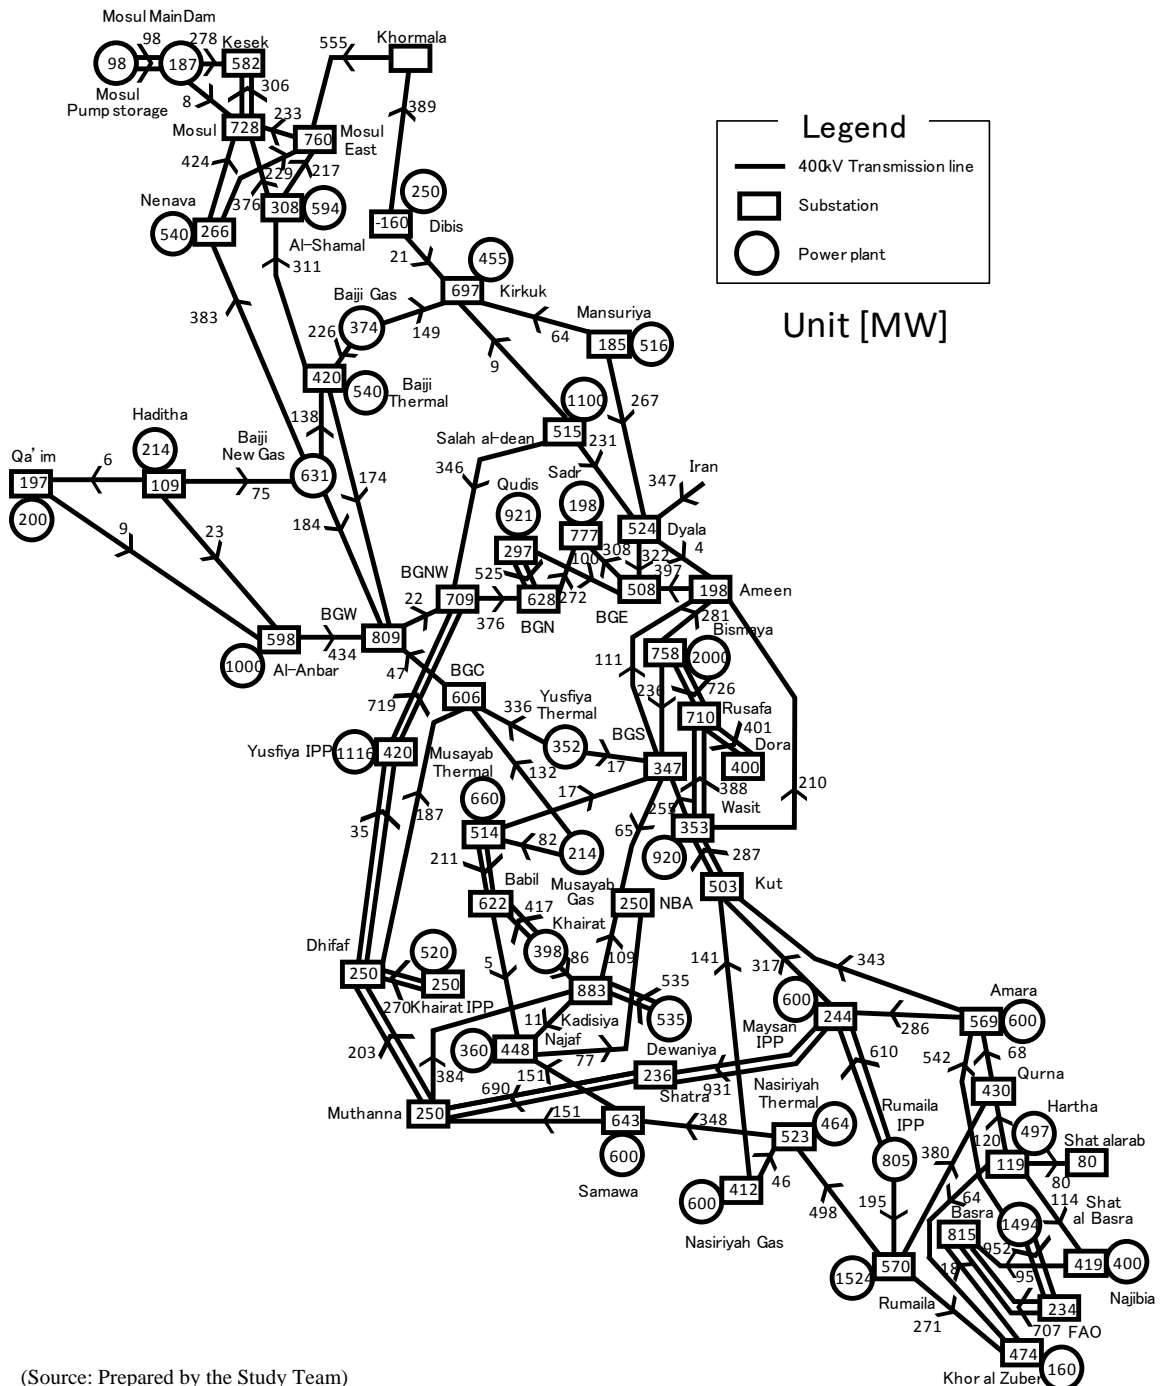 Mosul MainDam
98
278
Kesek
555
Khormala
98
187
582
Mosul
Pump storage
8
306
233
389
Mosul
728
760
Mosul
East
424
229
217
376
Nenava
540
266
308
594
Al-Shamal
250
-160
Dibis
311
21
455
697
Kirkuk
383
Baiji Gas
374
149
226
Mansuriya
64
185
516
9
420
540
Baiji
Thermal
138
267
1100
515
Salah al-dean
231
346
Haditha
214
Baiji
New Gas
631
174
Qa'im
197
200
6
109
75
184
9
23
Sadr
198
Qudis
921
347
Iran
777
524
Dyala
297
525
100
308
322
4
397
272
508
198
Ameen
BGNW
709
376
628
BGN
BGE
22
BGW
809
598
434
1000
Al-Anbar
47
281
Bismaya
758
2000
111
236
726
BGC
606
Yusfiya
Thermal
336
352
BGS
17
347
710
Rusafa
401
Dora
400
719
Yusfiya IPP
1116
420
Musayab
Thermal
132
660
17
388
Wasit
210
187
35
514
82
214
Musayab
Gas
65
255
353
920
211
287
503
Kut
Babil
622
417
Khairat
398
250
NBA
86
109
5
Dhifaf
250
520
250
270
Khairat IPP
883
Kadisiya
535
535
Dewaniya
141
317
343
600
Maysan
IPP
244
286
Amara
569
600
11
360
448
Najaf
77
203
384
151
236
Shatra
690
931
610
542
68
Qurna
430
Muthanna
250
151
643
600
Samawa
348
Nasiriyah
Thermal
464
523
Rumaila
IPP
805
380
120
Hartha
497
119
Shat alarab
80
80
412
46
600
Nasiriyah Gas
498
195
64
114
Shat
al Basra
Basra
815
1494
952
1524
570
Rumaila
18
95
419
400
Najibia
234
707
FAO
271
474
Khor al Zuber
160
Legend
400kV Transmission line
Substation
Power plant
Unit [MW]
(Source: Prepared by the Study Team)